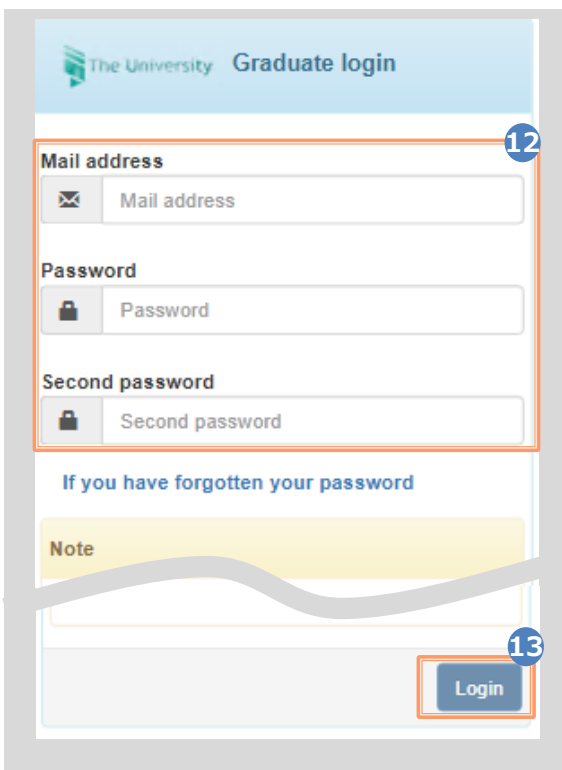 The University Graduate login
12
Mail address
Mail address
Password
Password
Second password
Second password
If you have forgotten your password
Note
13
Login